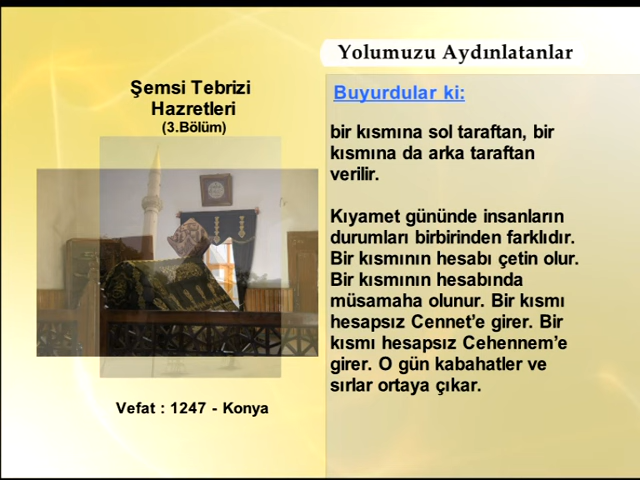 Yolumuzu Aydınlatanlar
Şemsi Tebrizi
Hazretleri
(3.Bölüm)
Vefat : 1247 - Konya
Buyurdular ki:
bir kısmına sol taraftan, bir
kısmına da arka taraftan
verilir.
Kıyamet gününde insanların
durumları birbirinden farklıdır.
Bir kısmının hesabı çetin olur.
Bir kısmının hesabında
müsamaha olunur. Bir kısmı
hesapsız Cennet’e girer. Bir
kısmı hesapsız Cehennem’e
girer. O gün kabahatler ve
sırlar ortaya çıkar.